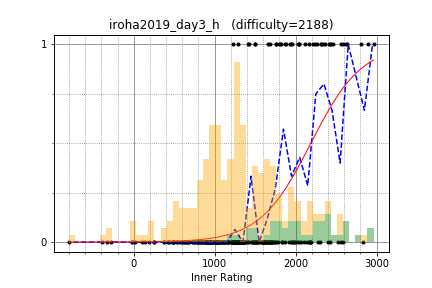 iroha2019_day3_h (difficulty=2188)
1
0
0 1000 2000 3000
Inner Rating